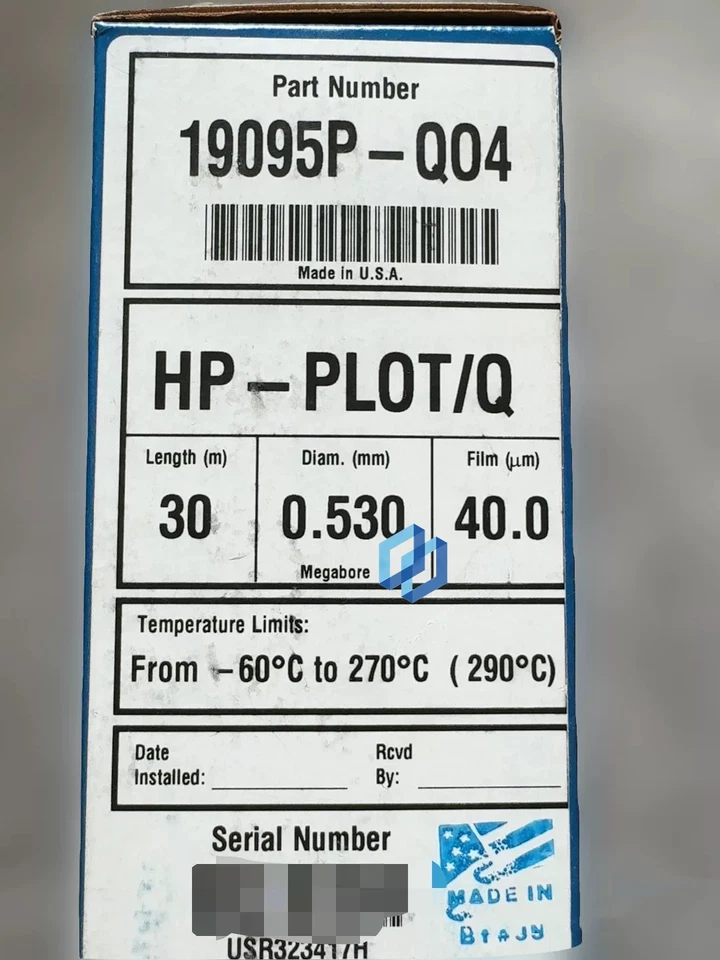 Part Number
19095P-Q04
Made in U.S.A.
HP-PLOT/Q
Length (m) Diam. (mm) Film (μm)
30 0.530 40.0
Megabore
Temperature Limits:
From -60°C to 270°C (290°C)
Date Rcvd
Installed: By:
Serial Number
MADE IN
USR323417H